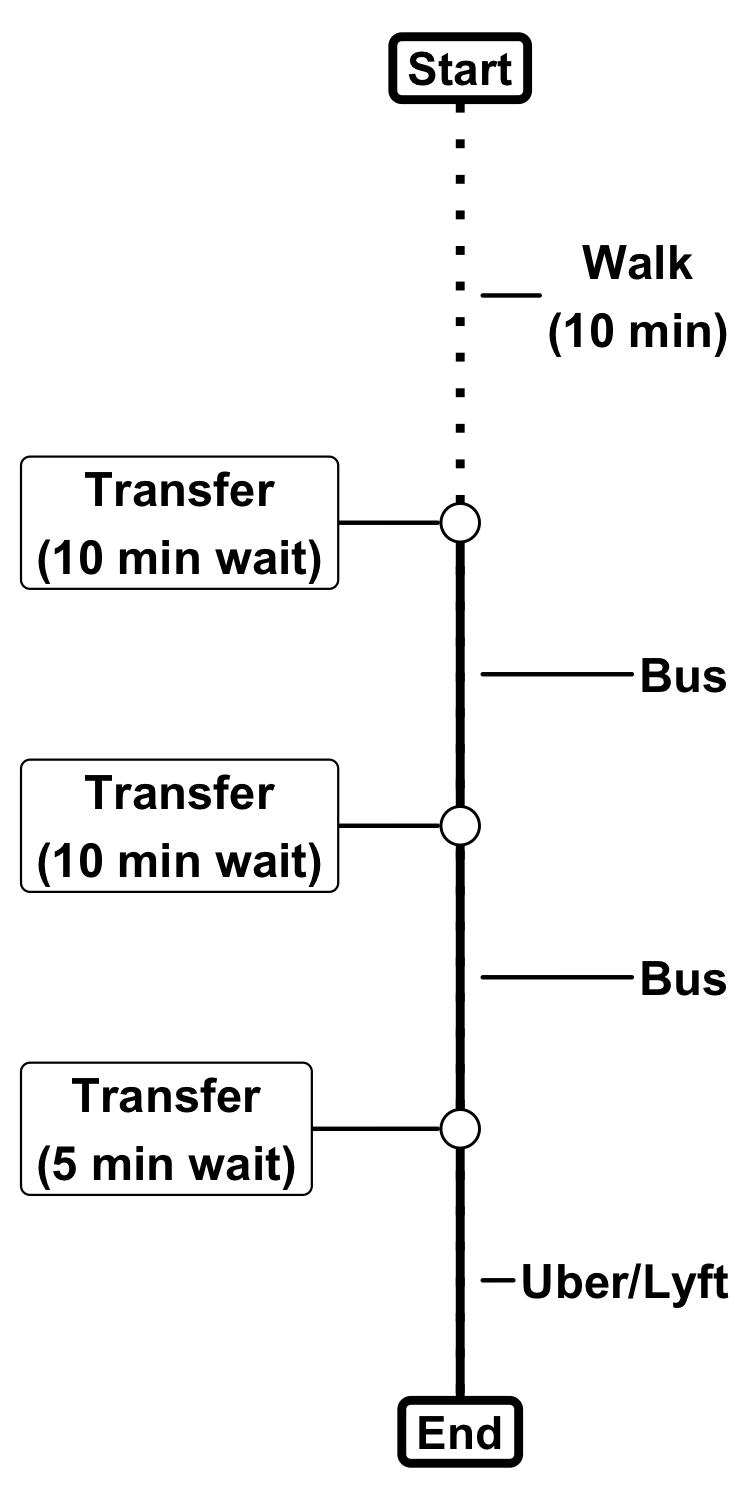 Start
Walk
(10 min)
Transfer
(10 min wait)
Bus
Transfer
(10 min wait)
Bus
Transfer
(5 min wait)
Uber/Lyft
End